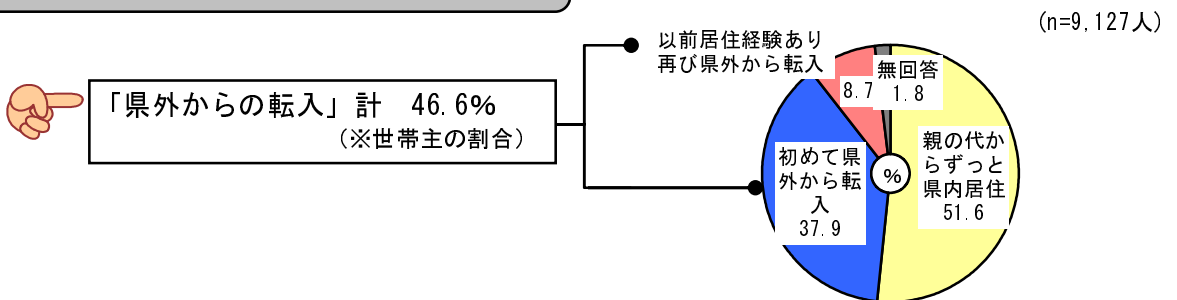 (n=9,127人)
以前居住経験あり
再び県外から転入
8.7
無回答
1.8
「県外からの転入」計　46.6%
（※世帯主の割合）
親の代か
らずっと
県内居住
51.6
初めて県
外から転
入
37.9
%